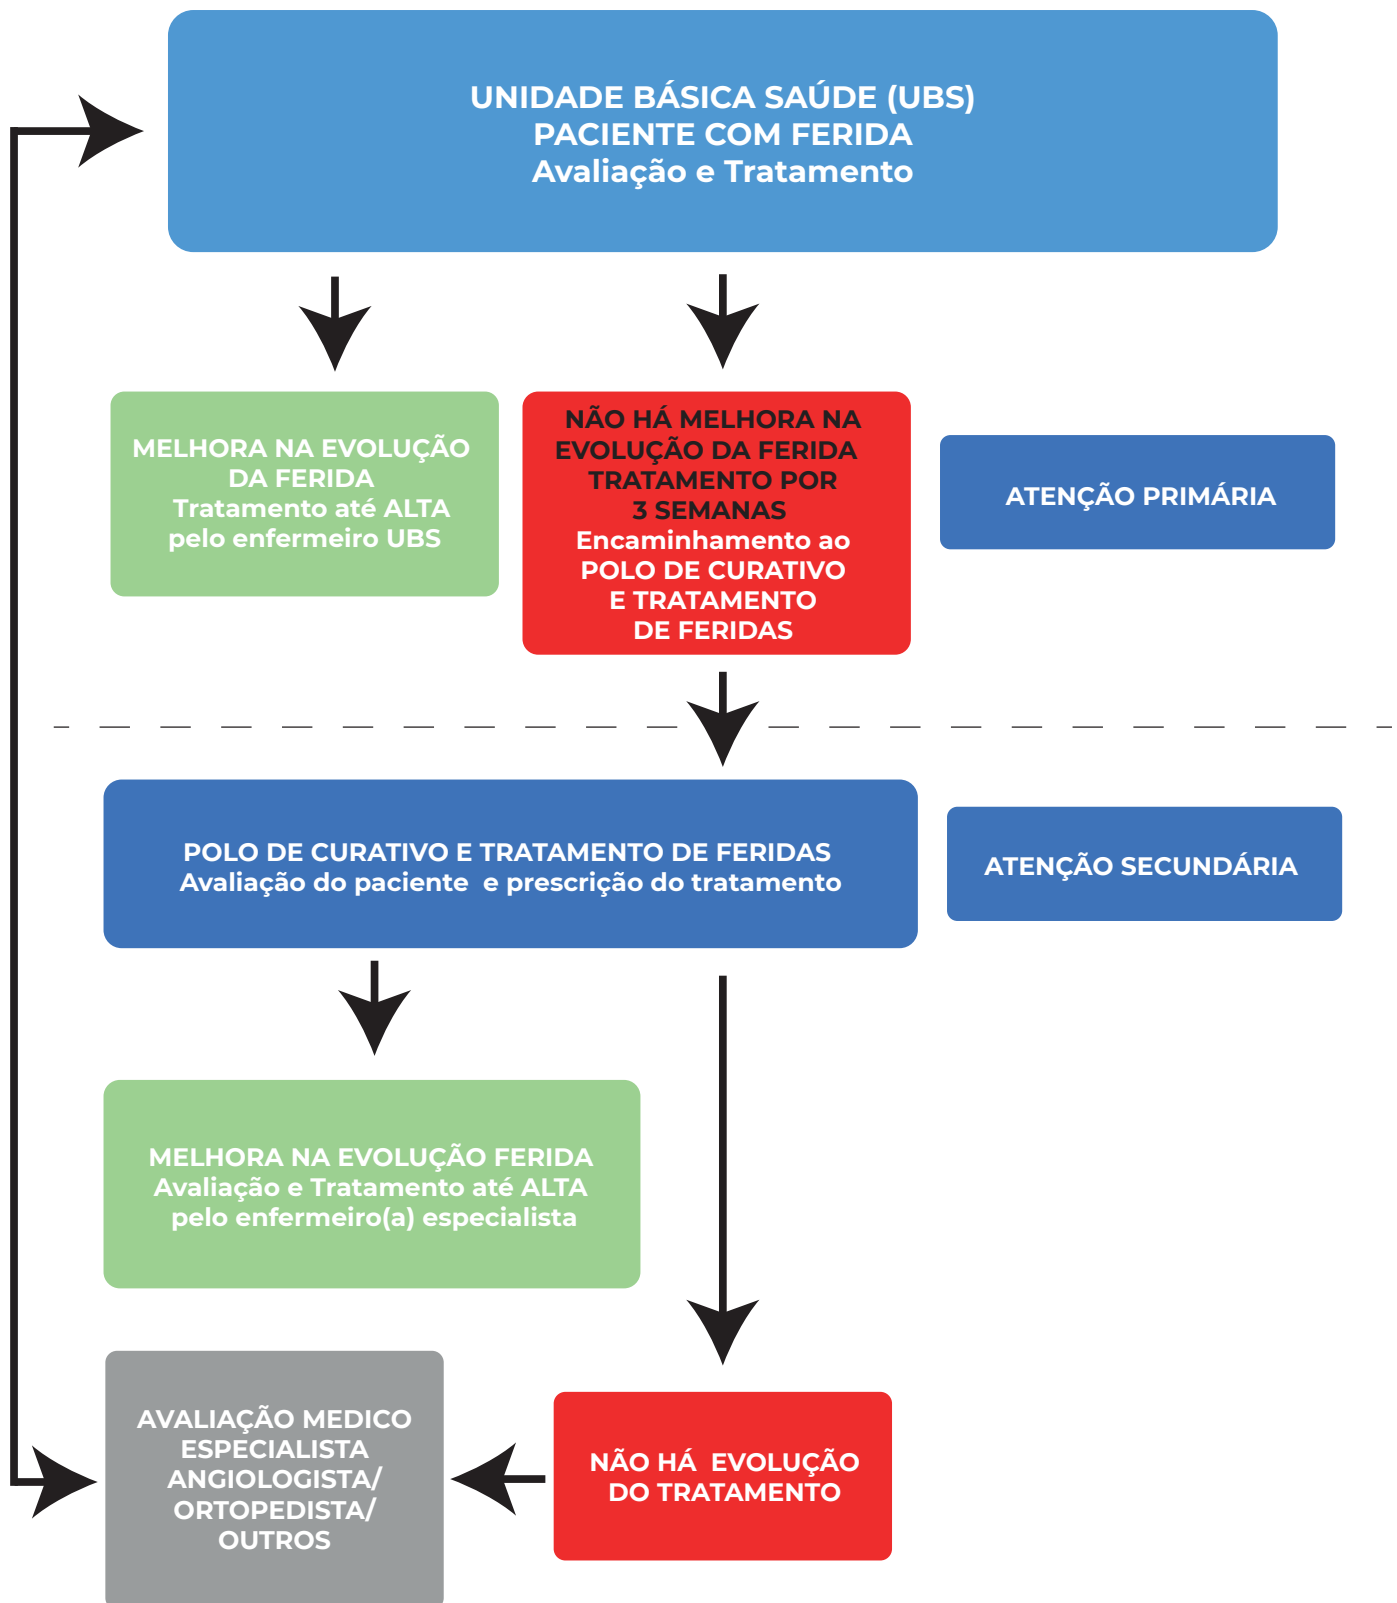 UNIDADE BÁSICA SAÚDE (UBS)
PACIENTE COM FERIDA
Avaliação e Tratamento
MELHORA NA EVOLUÇÃO
DA FERIDA
Tratamento até ALTA
pelo enfermeiro UBS
NÃO HÁ MELHORA NA
EVOLUÇÃO DA FERIDA
TRATAMENTO POR
3 SEMANAS
Encaminhamento ao
POLO DE CURATIVO
E TRATAMENTO
DE FERIDAS
ATENÇÃO PRIMÁRIA
POLO DE CURATIVO E TRATAMENTO DE FERIDAS
Avaliação do paciente e prescrição do tratamento
ATENÇÃO SECUNDÁRIA
MELHORA NA EVOLUÇÃO FERIDA
Avaliação e Tratamento até ALTA
pelo enfermeiro(a) especialista
AVALIAÇÃO MEDICO
ESPECIALISTA
ANGIOLOGISTA/
ORTOPEDISTA/
OUTROS
NÃO HÁ EVOLUÇÃO
DO TRATAMENTO